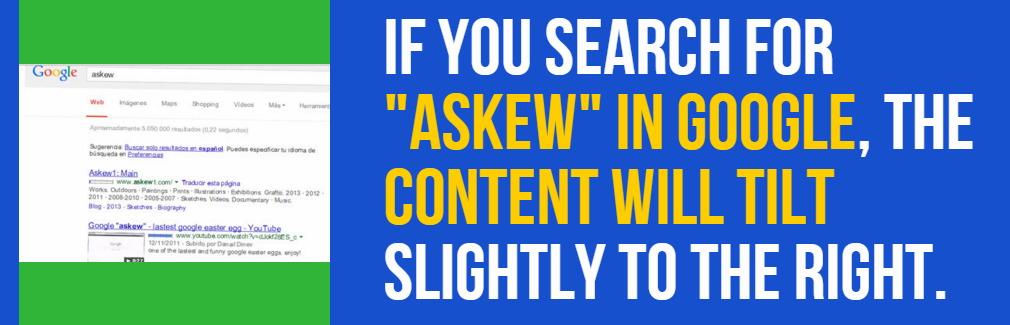 Google
askew
Web Imágenes Maps Shopping Vídeos Más Herramien
Aproximadamente 5.050.000 resultados (0,22 segundos)
Sugerencia: Buscar solo resultados en español. Puedes especificar tu idioma de
búsqueda en Preferencias
Askew1: Main
www.askew1.com/ Traducir esta página
Works. Outdoors · Paintings · Prints · Illustrations · Exhibitions. Graffiti, 2013 · 2012 ·
2011 · 2008-2010 · 2005-2007 · Sketches. Videos. Documentary · Music.
Blog - 2013 - Sketches - Biography
Google "askew" - lastest google easter egg - YouTube
12/11/2011 - Subido por Danail Dinev
one of the lastest and funny google easter eggs, enjoy!
IF YOU SEARCH FOR
"ASKEW" IN GOOGLE, THE
CONTENT WILL TILT
SLIGHTLY TO THE RIGHT.